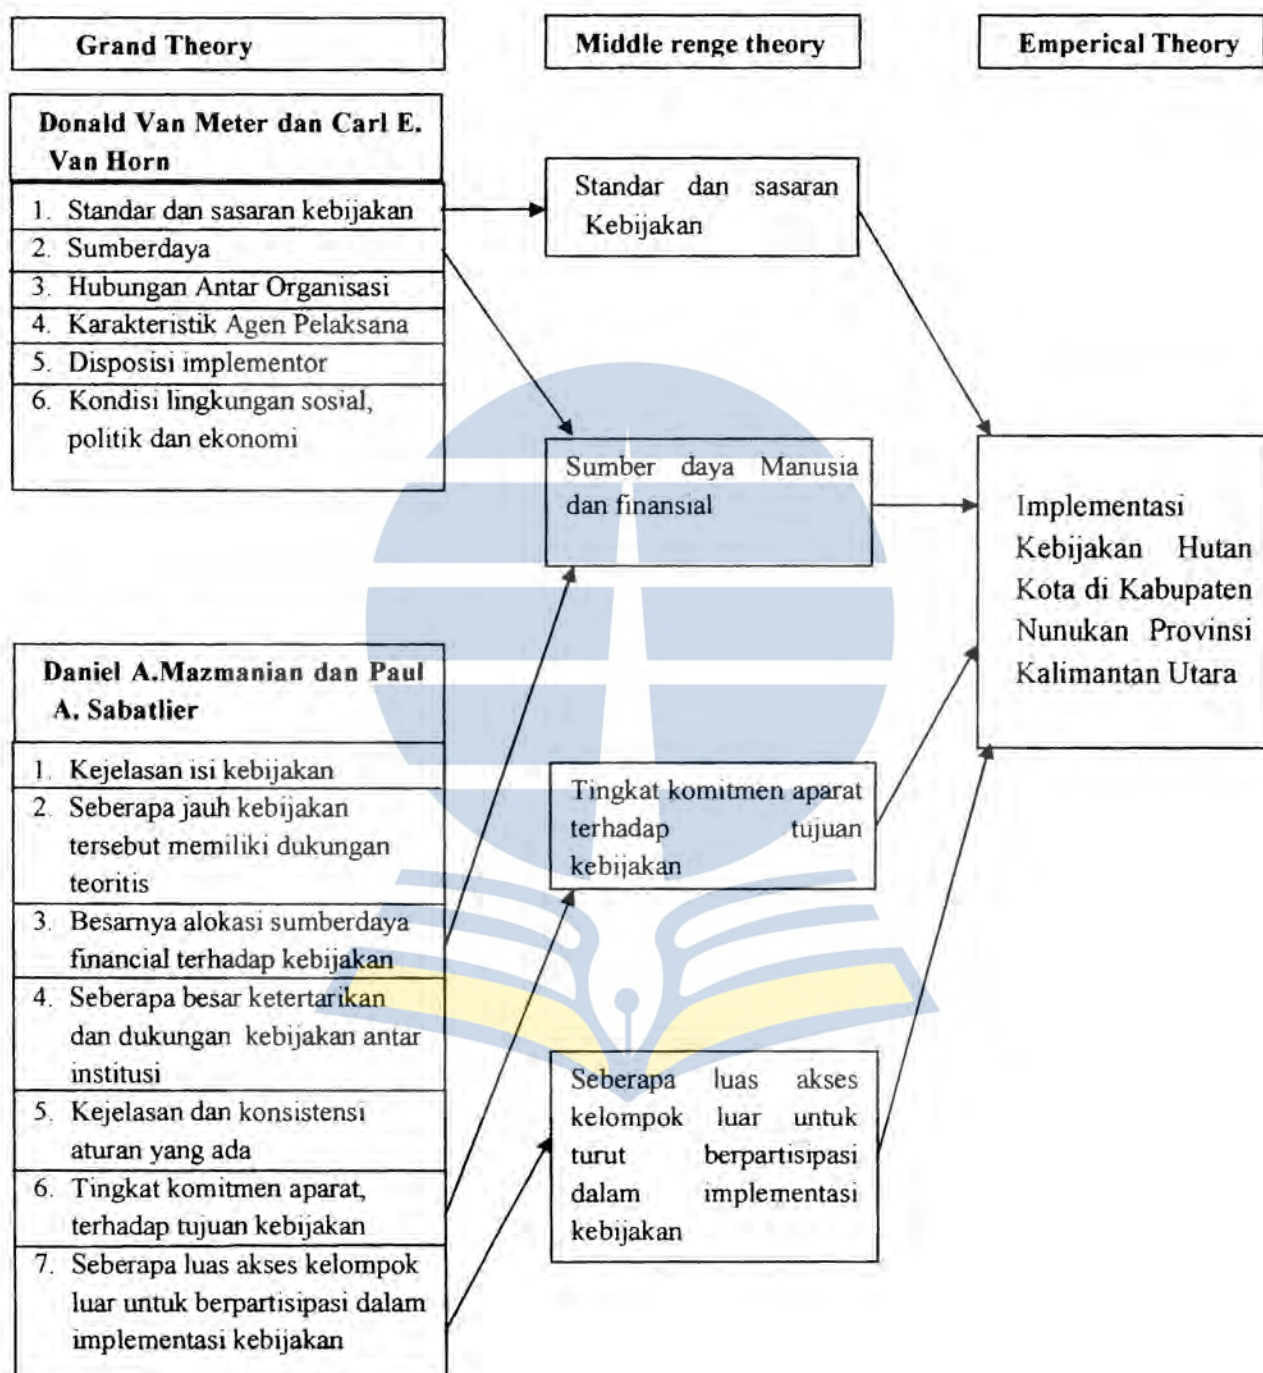 Grand Theory
Middle renge theory
Emperical Theory
Donald Van Meter dan Carl E.
Van Horn
1. Standar dan sasaran kebijakan
2. Sumberdaya
3. Hubungan Antar Organisasi
4. Karakteristik Agen Pelaksana
5. Disposisi implementor
6. Kondisi lingkungan sosial,
politik dan ekonomi
Daniel A.Mazmanian dan Paul
A. Sabatlier
1. Kejelasan isi kebijakan
2. Seberapa jauh kebijakan
tersebut memiliki dukungan
teoritis
3. Besarnya alokasi sumberdaya
financial terhadap kebijakan
4. Seberapa besar ketertarikan
dan dukungan kebijakan antar
institusi
5. Kejelasan dan konsistensi
aturan yang ada
6. Tingkat komitmen aparat,
terhadap tujuan kebijakan
7. Seberapa luas akses kelompok
luar untuk berpartisipasi dalam
implementasi kebijakan
Standar dan sasaran
Kebijakan
Sumber daya Manusia
dan finansial
Tingkat komitmen aparat
terhadap tujuan
kebijakan
Seberapa luas akses
kelompok luar untuk
turut berpartisipasi
dalam implementasi
kebijakan
Implementasi
Kebijakan Hutan
Kota di Kabupaten
Nunukan Provinsi
Kalimantan Utara